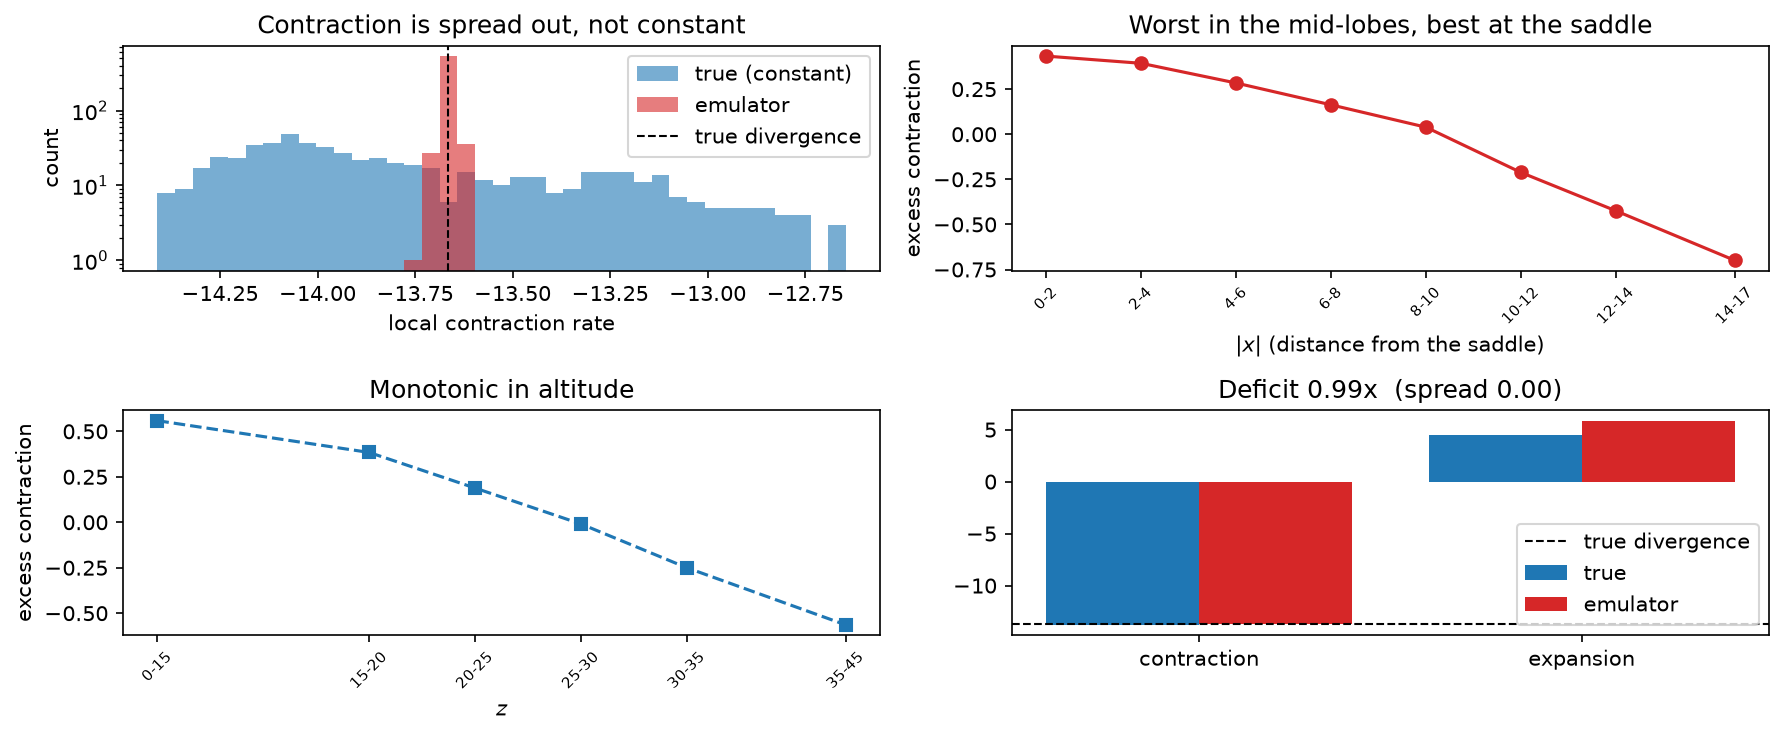 Contraction is spread out, not constant
count
10²
10¹
10⁰
true (constant)
emulator
true divergence
−14.25 −14.00 −13.75 −13.50 −13.25 −13.00 −12.75
local contraction rate
Worst in the mid-lobes, best at the saddle
excess contraction
0.25
0.00
−0.25
−0.50
−0.75
0-2 2-4 4-6 6-8 8-10 10-12 12-14 14-17
|x| (distance from the saddle)
Monotonic in altitude
excess contraction
0.50
0.25
0.00
−0.25
−0.50
0-15 15-20 20-25 25-30 30-35 35-45
z
Deficit 0.99x (spread 0.00)
5
0
−5
−10
true divergence
true
emulator
contraction expansion